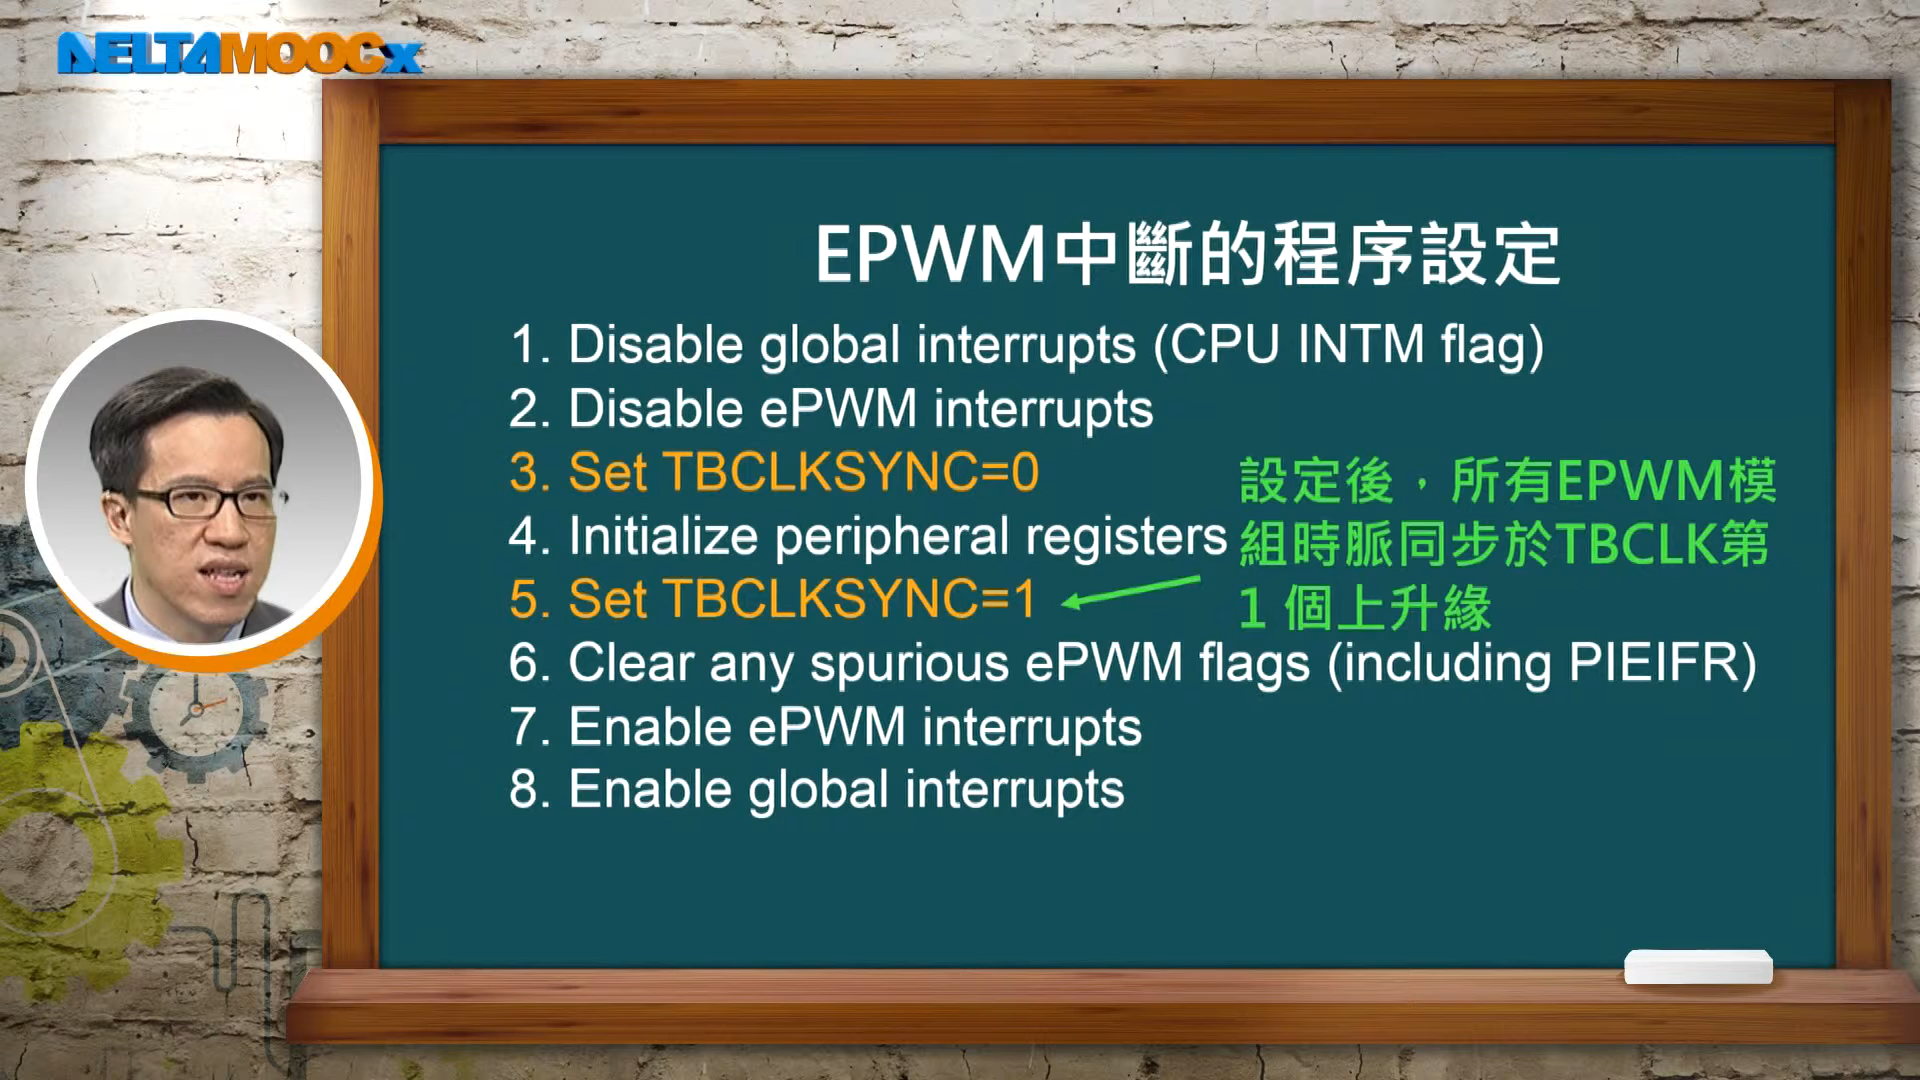 DELTAMOOCx
EPWM中斷的程序設定
1. Disable global interrupts (CPU INTM flag)
2. Disable ePWM interrupts
3. Set TBCLKSYNC=0
4. Initialize peripheral registers
5. Set TBCLKSYNC=1
設定後，所有EPWM模
組時脈同步於TBCLK第
1 個上升緣
6. Clear any spurious ePWM flags (including PIEIFR)
7. Enable ePWM interrupts
8. Enable global interrupts